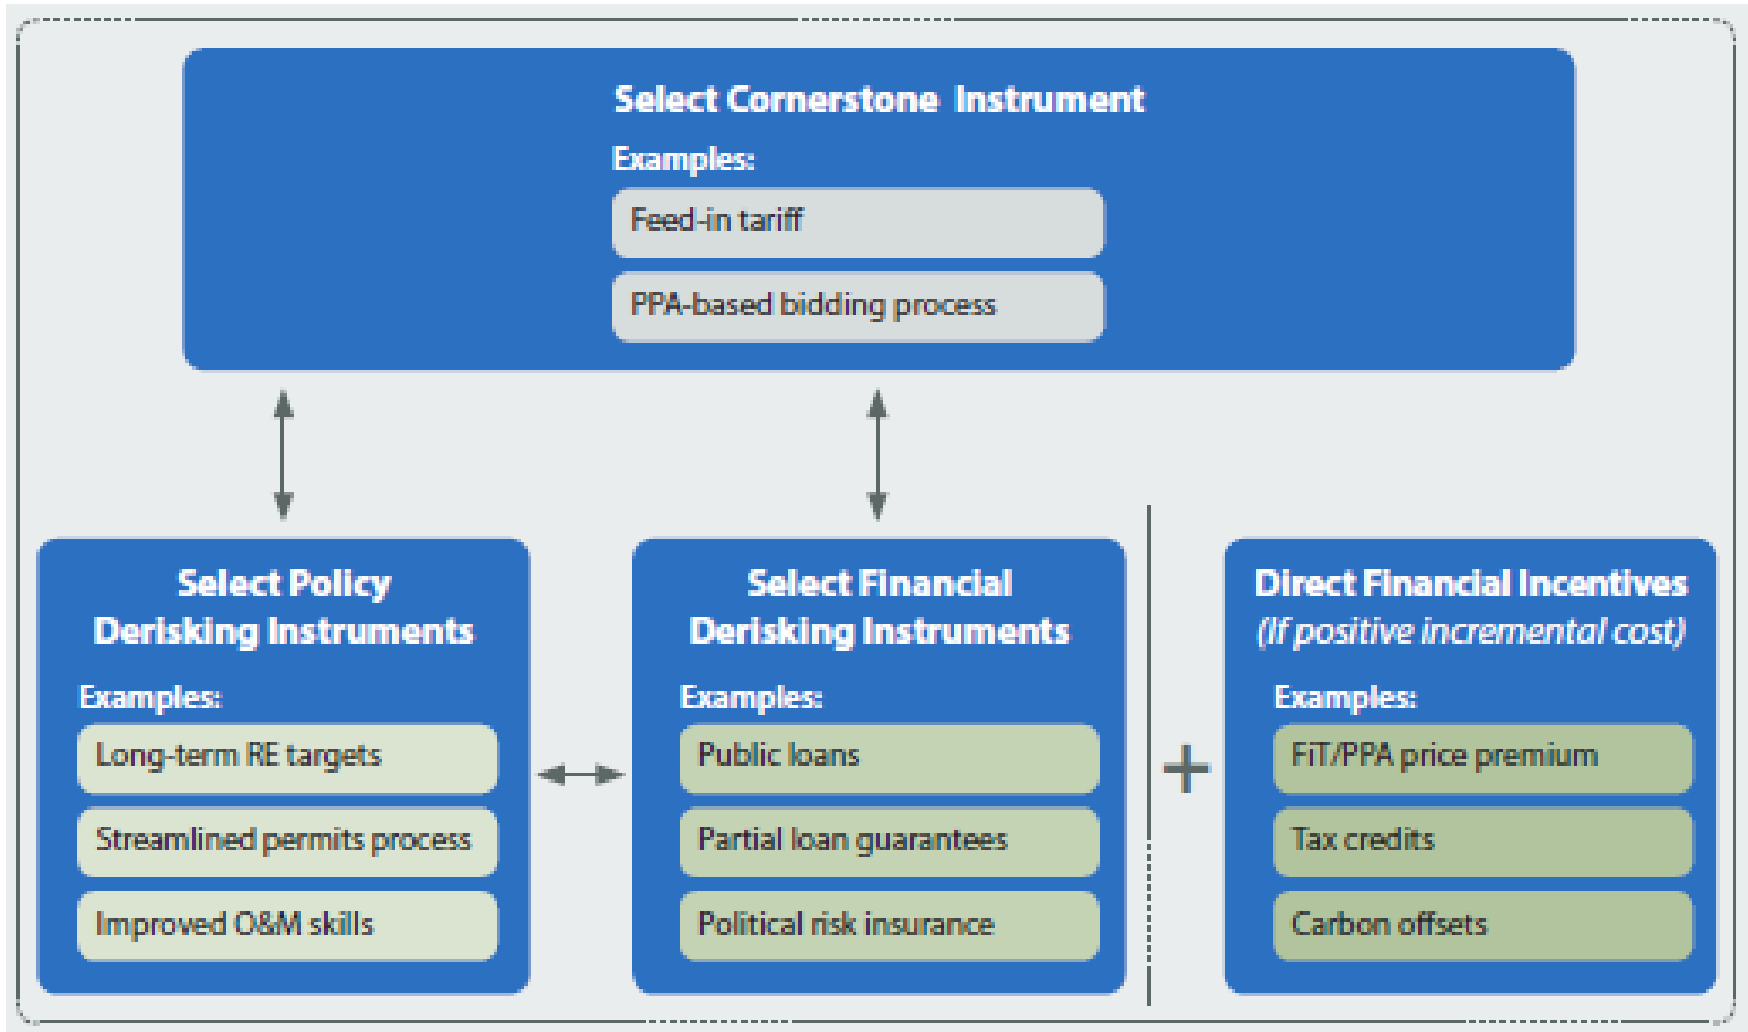 Select Cornerstone Instrument
Examples:
Feed-in tariff
PPA-based bidding process
Select Policy
Derisking Instruments
Examples:
Long-term RE targets
Streamlined permits process
Improved O&M skills
Select Financial
Derisking Instruments
Examples:
Public loans
Partial loan guarantees
Political risk insurance
+
Direct Financial Incentives
(If positive incremental cost)
Examples:
FiT/PPA price premium
Tax credits
Carbon offsets